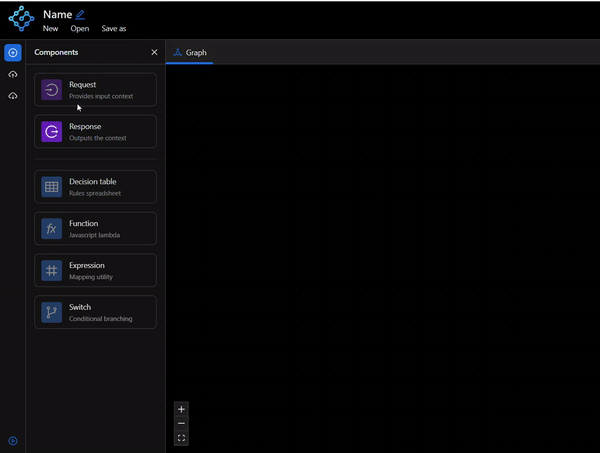 Name
New Open Save as
Components
Graph
Request
Provides input context
Response
Outputs the context
Decision table
Rules spreadsheet
Function
Javascript lambda
Expression
Mapping utility
Switch
Conditional branching